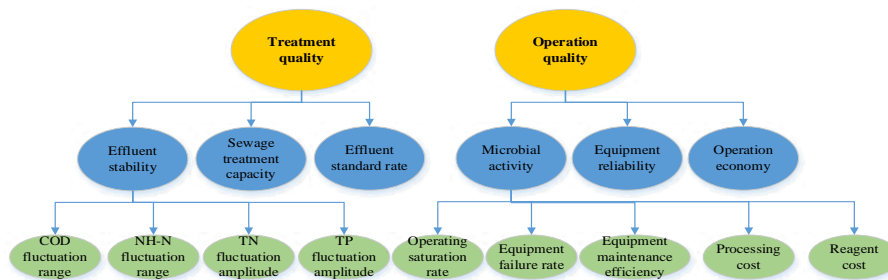 Treatment
quality
Operation
quality
Effluent
stability
Sewage
treatment
capacity
Effluent
standard rate
Microbial
activity
Equipment
reliability
Operation
economy
COD
fluctuation
range
NH-N
fluctuation
range
TN
fluctuation
amplitude
TP
fluctuation
amplitude
Operating
saturation
rate
Equipment
failure rate
Equipment
maintenance
efficiency
Processing
cost
Reagent
cost